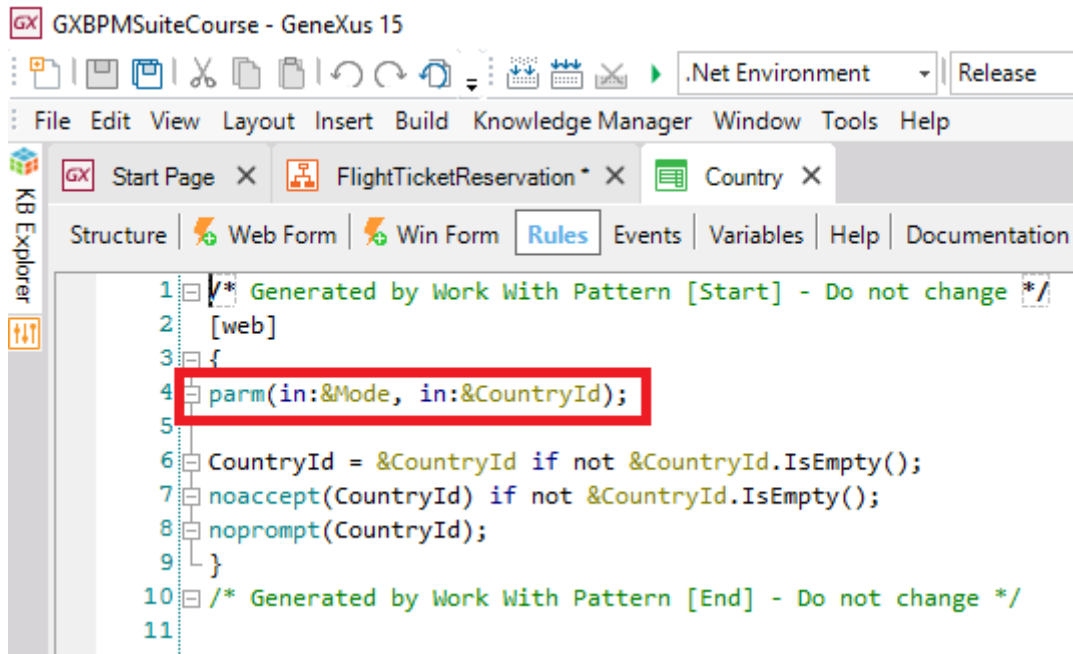 GX GXBPMSuiteCourse - GeneXus 15
.Net Environment Release
File Edit View Layout Insert Build Knowledge Manager Window Tools Help
GX Start Page X FlightTicketReservation * X Country X
KB Explorer
Structure Web Form Win Form Rules Events Variables Help Documentation
1 /* Generated by Work With Pattern [Start] - Do not change */
2 [web]
3 {
4 parm(in:&Mode, in:&CountryId);
5
6 CountryId = &CountryId if not &CountryId.IsEmpty();
7 noaccept(CountryId) if not &CountryId.IsEmpty();
8 noprompt(CountryId);
9 }
10 /* Generated by Work With Pattern [End] - Do not change */
11